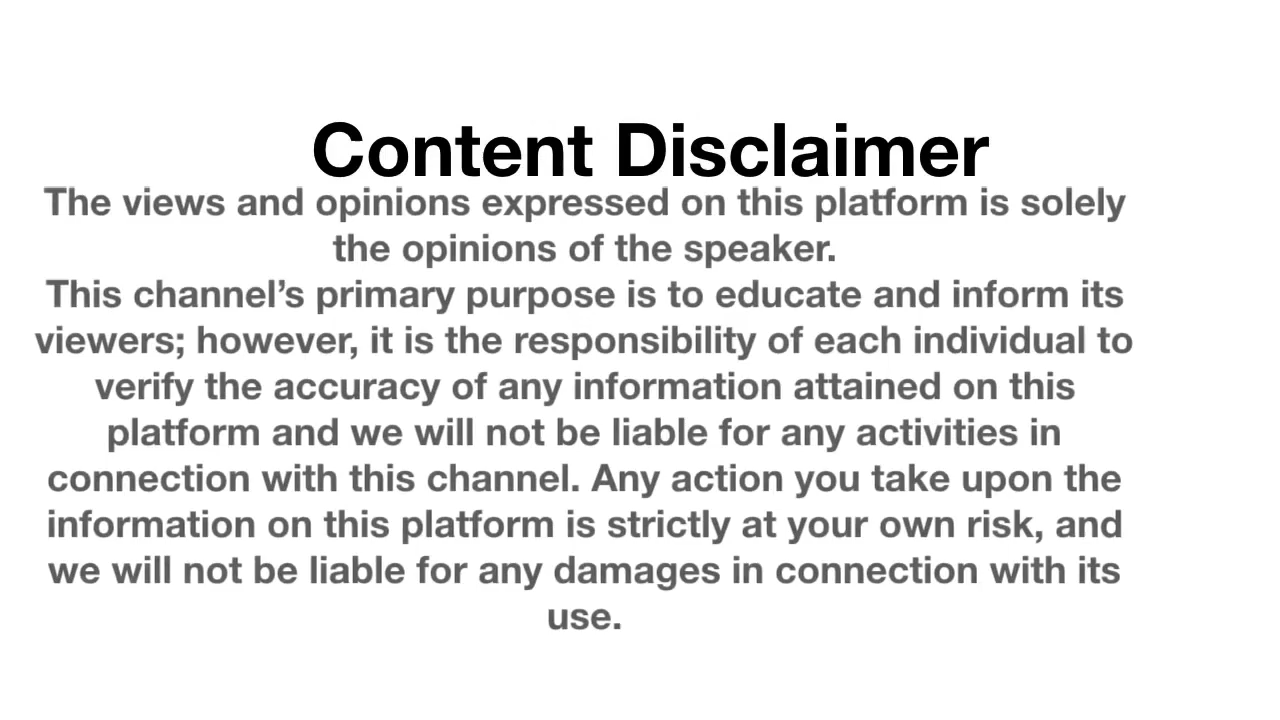 Content Disclaimer
The views and opinions expressed on this platform is solely
the opinions of the speaker.
This channel’s primary purpose is to educate and inform its
viewers; however, it is the responsibility of each individual to
verify the accuracy of any information attained on this
platform and we will not be liable for any activities in
connection with this channel. Any action you take upon the
information on this platform is strictly at your own risk, and
we will not be liable for any damages in connection with its
use.